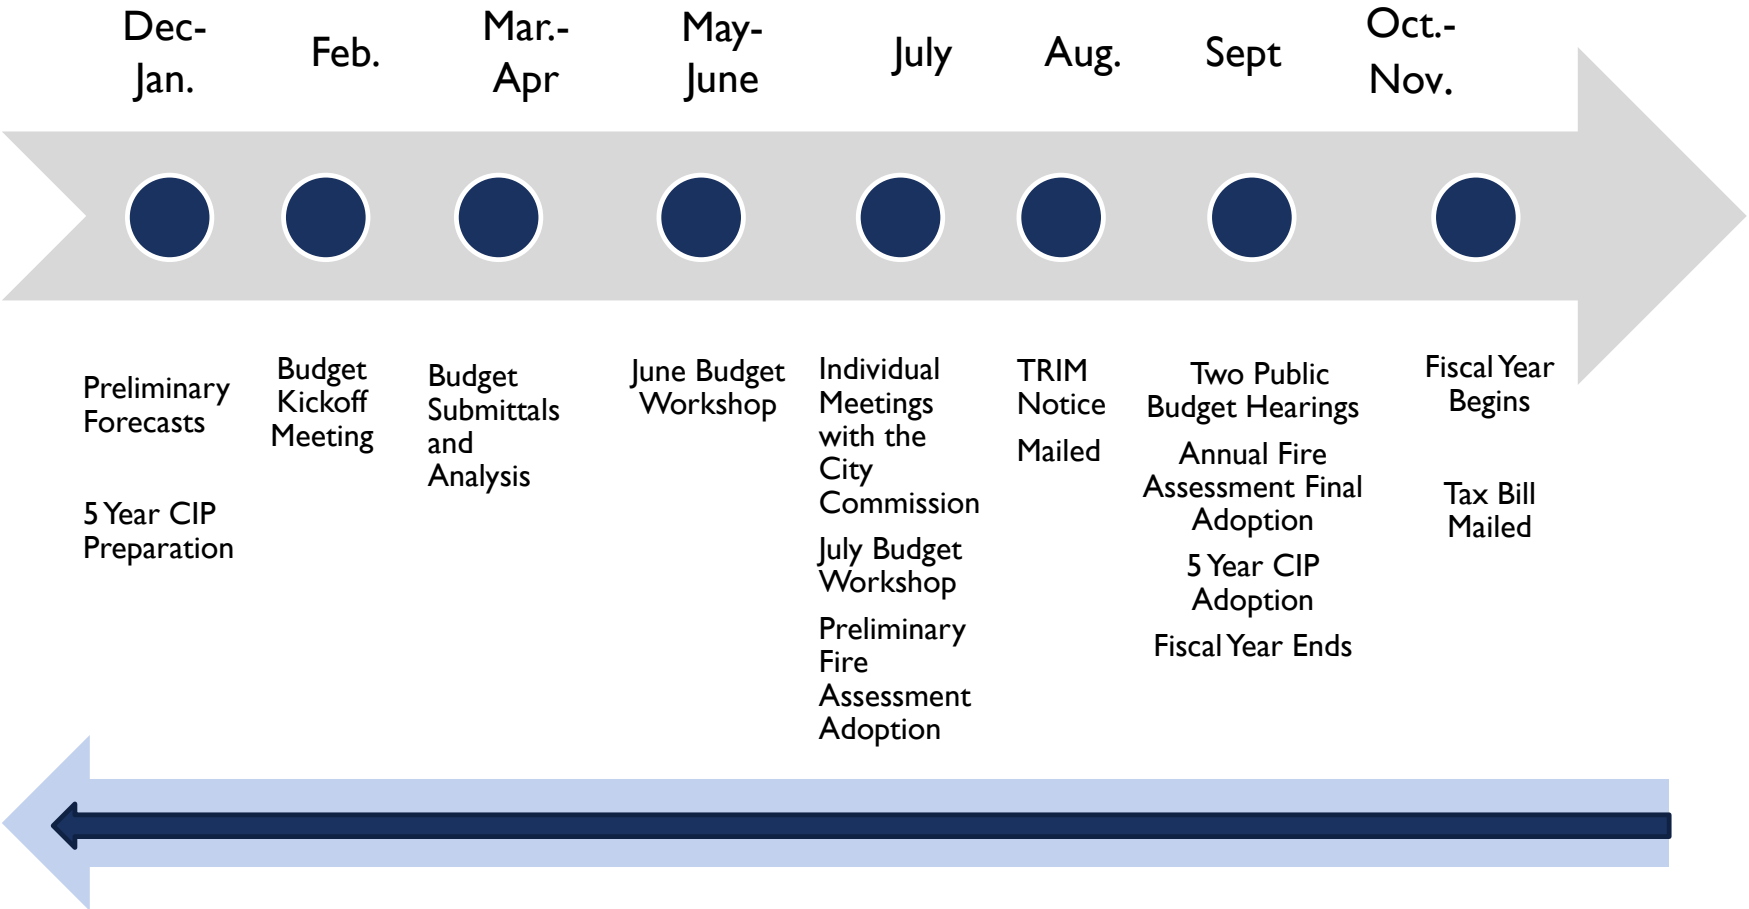 Dec-
Jan.
Feb.
Mar.-
Apr
May-
June
July
Aug.
Sept
Oct.-
Nov.
Preliminary
Forecasts
5 Year CIP
Preparation
Budget
Kickoff
Meeting
Budget
Submittals
and
Analysis
June Budget
Workshop
Individual
Meetings
with the
City
Commission
July Budget
Workshop
Preliminary
Fire
Assessment
Adoption
TRIM
Notice
Mailed
Two Public
Budget Hearings
Annual Fire
Assessment Final
Adoption
5 Year CIP
Adoption
Fiscal Year Ends
Fiscal Year
Begins
Tax Bill
Mailed